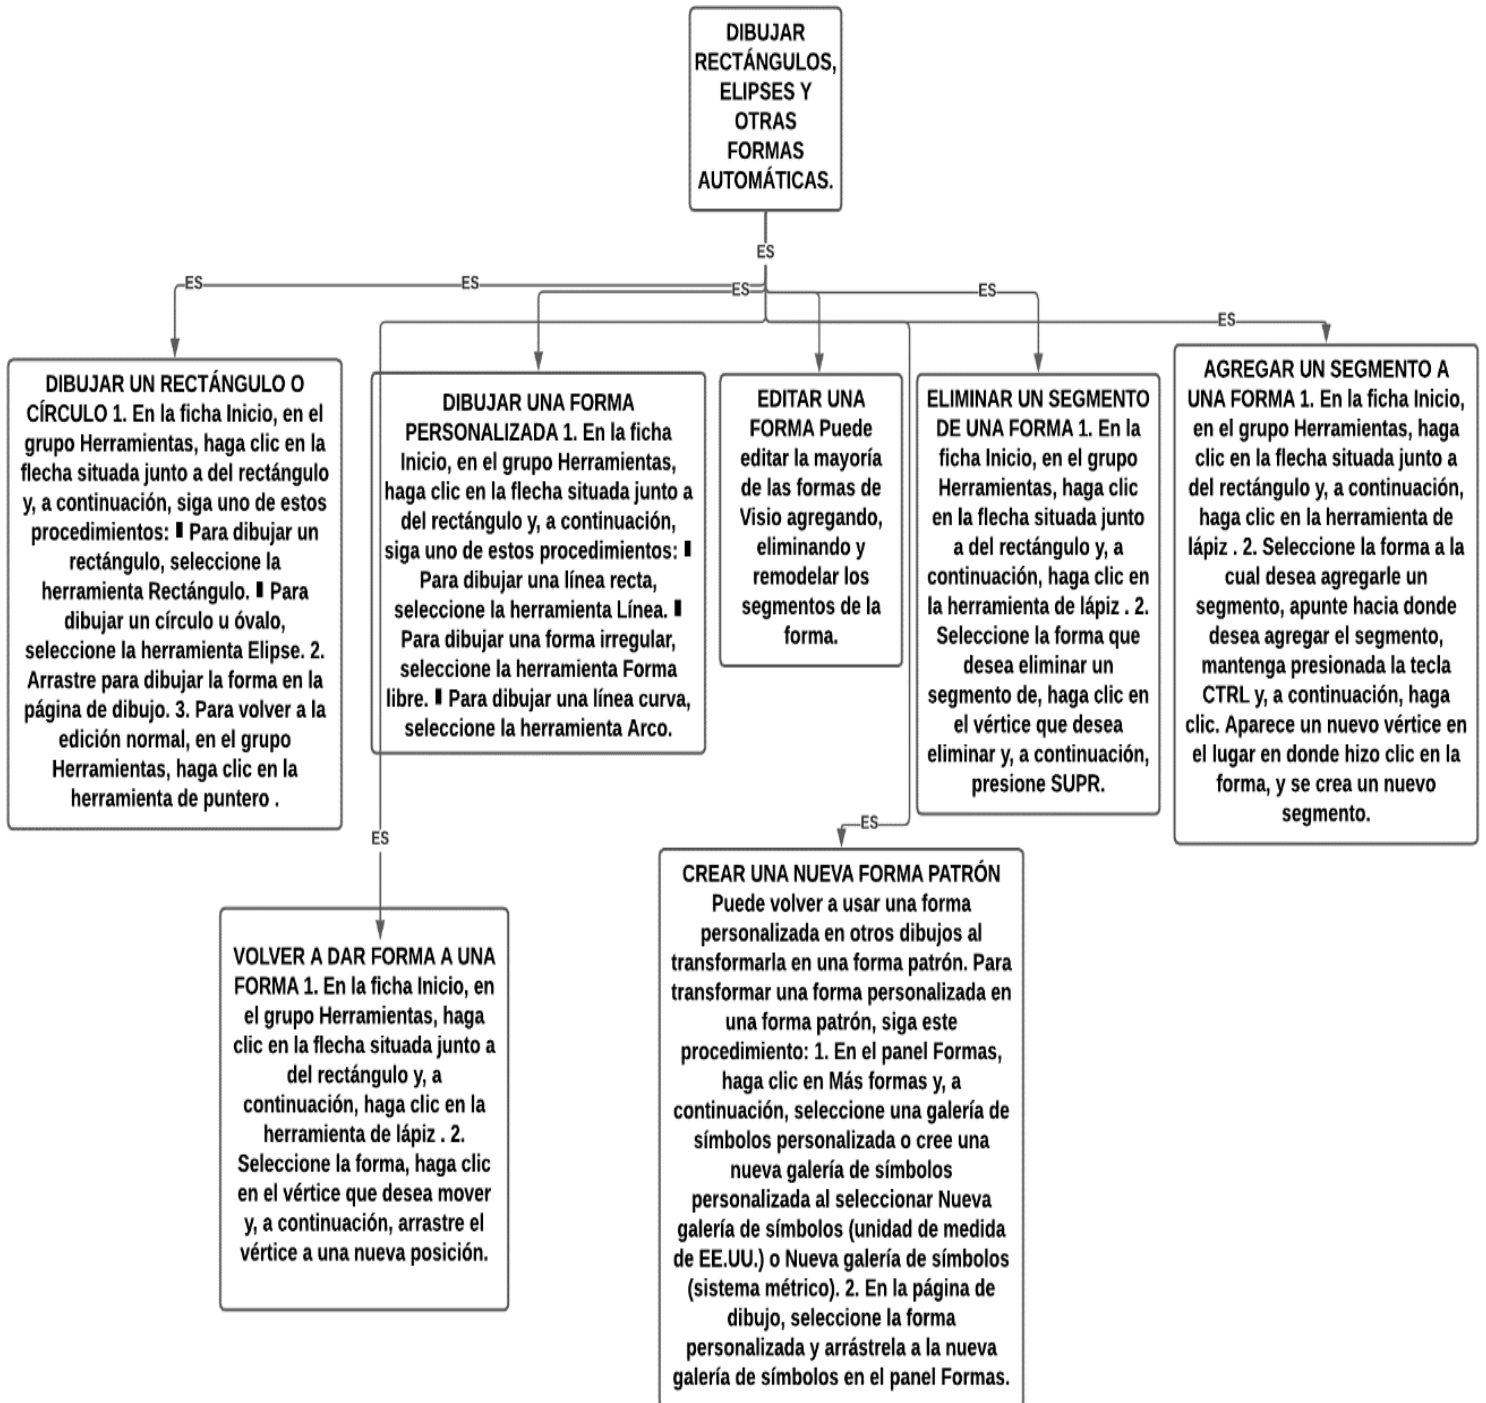 DIBUJAR
RECTÁNGULOS,
ELIPSES Y
OTRAS
FORMAS
AUTOMÁTICAS.
ES
ES
ES
ES
ES
ES
DIBUJAR UN RECTÁNGULO O
CÍRCULO 1. En la ficha Inicio, en el
grupo Herramientas, haga clic en la
flecha situada junto a del rectángulo
y, a continuación, siga uno de estos
procedimientos: ▮ Para dibujar un
rectángulo, seleccione la
herramienta Rectángulo. ▮ Para
dibujar un círculo u óvalo,
seleccione la herramienta Elipse. 2.
Arrastre para dibujar la forma en la
página de dibujo. 3. Para volver a la
edición normal, en el grupo
Herramientas, haga clic en la
herramienta de puntero .
DIBUJAR UNA FORMA
PERSONALIZADA 1. En la ficha
Inicio, en el grupo Herramientas,
haga clic en la flecha situada junto a
del rectángulo y, a continuación,
siga uno de estos procedimientos: ▮
Para dibujar una línea recta,
seleccione la herramienta Línea. ▮
Para dibujar una forma irregular,
seleccione la herramienta Forma
libre. ▮ Para dibujar una línea curva,
seleccione la herramienta Arco.
EDITAR UNA
FORMA Puede
editar la mayoría
de las formas de
Visio agregando,
eliminando y
remodelar los
segmentos de la
forma.
ELIMINAR UN SEGMENTO
DE UNA FORMA 1. En la
ficha Inicio, en el grupo
Herramientas, haga clic
en la flecha situada junto
a del rectángulo y, a
continuación, haga clic en
la herramienta de lápiz . 2.
Seleccione la forma que
desea eliminar un
segmento de, haga clic en
el vértice que desea
eliminar y, a continuación,
presione SUPR.
AGREGAR UN SEGMENTO A
UNA FORMA 1. En la ficha Inicio,
en el grupo Herramientas, haga
clic en la flecha situada junto a
del rectángulo y, a continuación,
haga clic en la herramienta de
lápiz . 2. Seleccione la forma a la
cual desea agregarle un
segmento, apunte hacia donde
desea agregar el segmento,
mantenga presionada la tecla
CTRL y, a continuación, haga
clic. Aparece un nuevo vértice en
el lugar en donde hizo clic en la
forma, y se crea un nuevo
segmento.
ES
ES
VOLVER A DAR FORMA A UNA
FORMA 1. En la ficha Inicio, en
el grupo Herramientas, haga
clic en la flecha situada junto a
del rectángulo y, a
continuación, haga clic en la
herramienta de lápiz . 2.
Seleccione la forma, haga clic
en el vértice que desea mover
y, a continuación, arrastre el
vértice a una nueva posición.
CREAR UNA NUEVA FORMA PATRÓN
Puede volver a usar una forma
personalizada en otros dibujos al
transformarla en una forma patrón. Para
transformar una forma personalizada en
una forma patrón, siga este
procedimiento: 1. En el panel Formas,
haga clic en Más formas y, a
continuación, seleccione una galería de
símbolos personalizada o cree una
nueva galería de símbolos
personalizada al seleccionar Nueva
galería de símbolos (unidad de medida
de EE.UU.) o Nueva galería de símbolos
(sistema métrico). 2. En la página de
dibujo, seleccione la forma
personalizada y arrástrela a la nueva
galería de símbolos en el panel Formas.